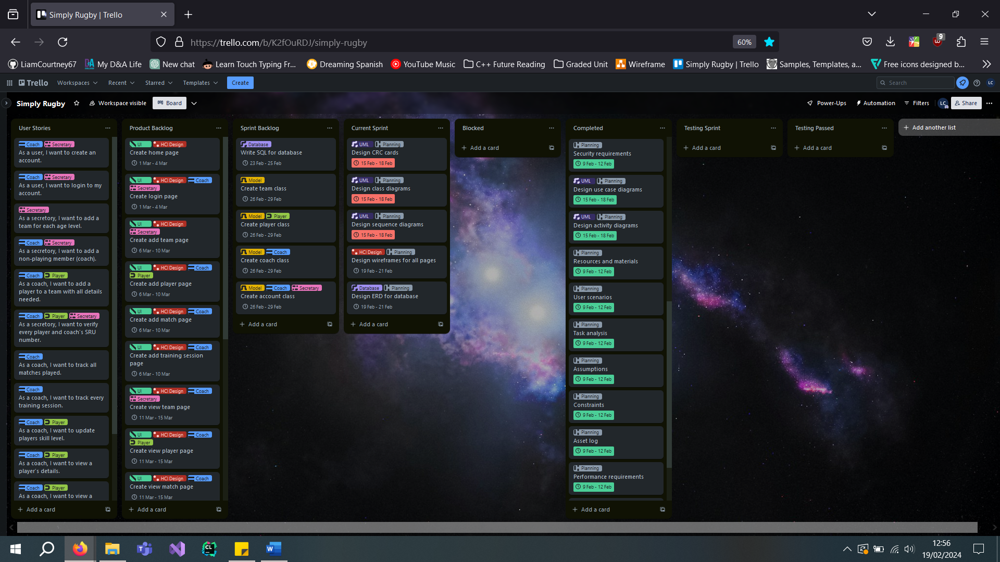 Simply Rugby | Trello
https://trello.com/b/K2fOuRDJ/simply-rugby
60%
9
LiamCourtney67
My D&A Life
New chat
Learn Touch Typing Fr...
Dreaming Spanish
YouTube Music
C++ Future Reading
Graded Unit
Wireframe
Simply Rugby | Trello
Samples, Templates, a...
Free icons designed b...
Trello
Workspaces
Recent
Starred
Templates
Create
Search
LC
Simply Rugby
Workspace visible
Board
Power-Ups
Automation
Filters
LC
Share
User Stories
Coach Secretary
As a user, I want to create an
account.
Coach Secretary
As a user, I want to login to my
account.
Secretary
As a secretory, I want to add a
team for each age level.
Coach Secretary
As a secretory, I want to add a
non-playing member (coach).
Coach Player
As a coach, I want to add a
player to a team with all details
needed.
Coach Player Secretary
As a secretory, I want to verify
every player and coach's SRU
number.
Coach
As a coach, I want to track all
matches played.
Coach
As a coach, I want to track every
training session.
Coach Player
As a coach, I want to update
players skill level.
Coach Player
As a coach, I want to view a
player's details.
Coach Player
As a coach, I want to view a
Add a card
Product Backlog
UI HCI Design
Create home page
1 Mar - 4 Mar
UI HCI Design Coach
Secretary
Create login page
1 Mar - 4 Mar
UI HCI Design
Secretary
Create add team page
6 Mar - 10 Mar
UI HCI Design Coach
Player
Create add player page
6 Mar - 10 Mar
UI HCI Design Coach
Create add match page
6 Mar - 10 Mar
UI HCI Design Coach
Create add training session
page
6 Mar - 10 Mar
UI HCI Design Coach
Secretary
Create view team page
11 Mar - 15 Mar
UI HCI Design Coach
Player
Create view player page
11 Mar - 15 Mar
UI HCI Design Coach
Create view match page
11 Mar - 15 Mar
Add a card
Sprint Backlog
Database
Write SQL for database
23 Feb - 25 Feb
Model
Create team class
26 Feb - 29 Feb
Model Player
Create player class
26 Feb - 29 Feb
Model Coach
Create coach class
26 Feb - 29 Feb
Model Coach Secretary
Create account class
26 Feb - 29 Feb
Add a card
Current Sprint
UML Planning
Design CRC cards
15 Feb - 18 Feb
UML Planning
Design class diagrams
15 Feb - 18 Feb
UML Planning
Design sequence diagrams
15 Feb - 18 Feb
HCI Design Planning
Design wireframes for all pages
19 Feb - 21 Feb
Database Planning
Design ERD for database
19 Feb - 21 Feb
Add a card
Blocked
Add a card
Completed
Planning
Security requirements
9 Feb - 12 Feb
UML Planning
Design use case diagrams
15 Feb - 18 Feb
UML Planning
Design activity diagrams
15 Feb - 18 Feb
Planning
Resources and materials
9 Feb - 12 Feb
Planning
User scenarios
9 Feb - 12 Feb
Planning
Task analysis
9 Feb - 12 Feb
Planning
Assumptions
9 Feb - 12 Feb
Planning
Constraints
9 Feb - 12 Feb
Planning
Asset log
9 Feb - 12 Feb
Planning
Performance requirements
9 Feb - 12 Feb
Add a card
Testing Sprint
Add a card
Testing Passed
Add a card
Add another list
12:56
19/02/2024